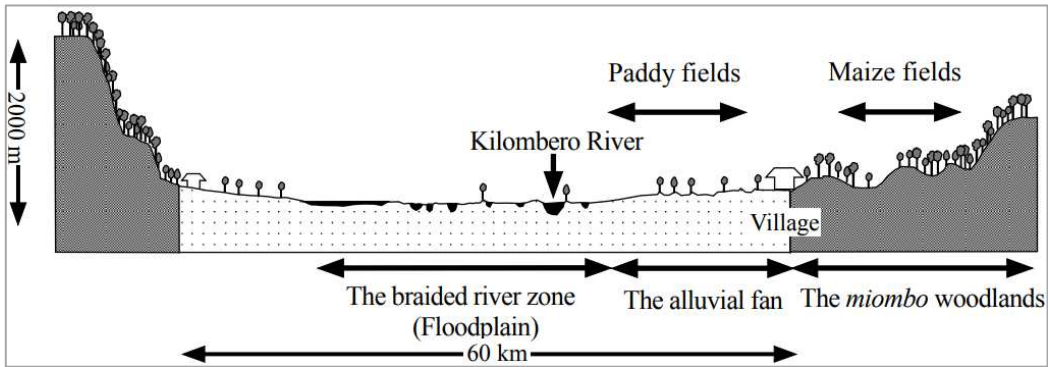 2000 m
Paddy fields
Maize fields
Kilombero River
Village
The braided river zone
(Floodplain)
The alluvial fan
The miombo woodlands
60 km